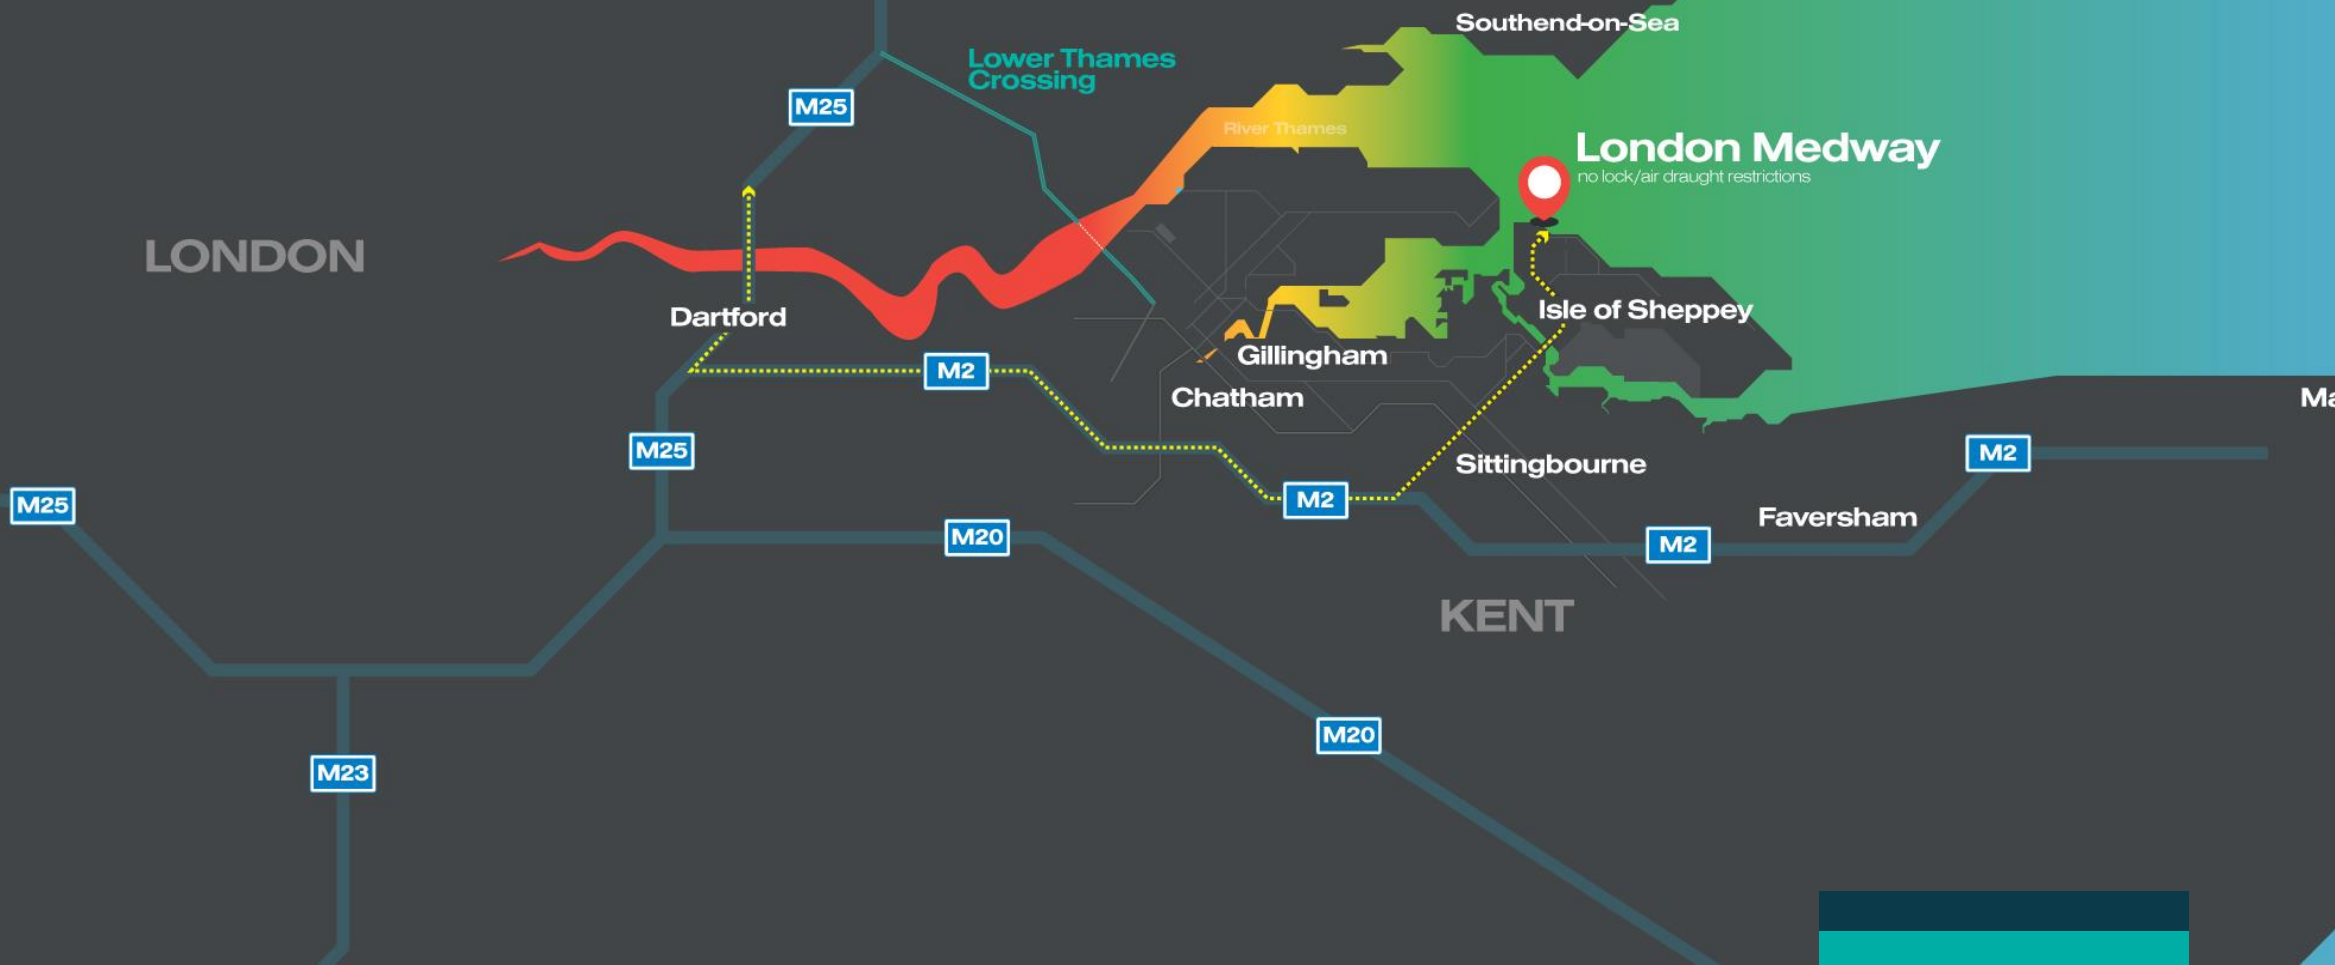 Southend-on-Sea
Lower Thames
Crossing
M25
River Thames
London Medway
no lock/air draught restrictions
LONDON
Dartford
Isle of Sheppey
Gillingham
M2
Chatham
M25
Sittingbourne
M2
M25
M2
Faversham
M20
M2
KENT
M20
M23